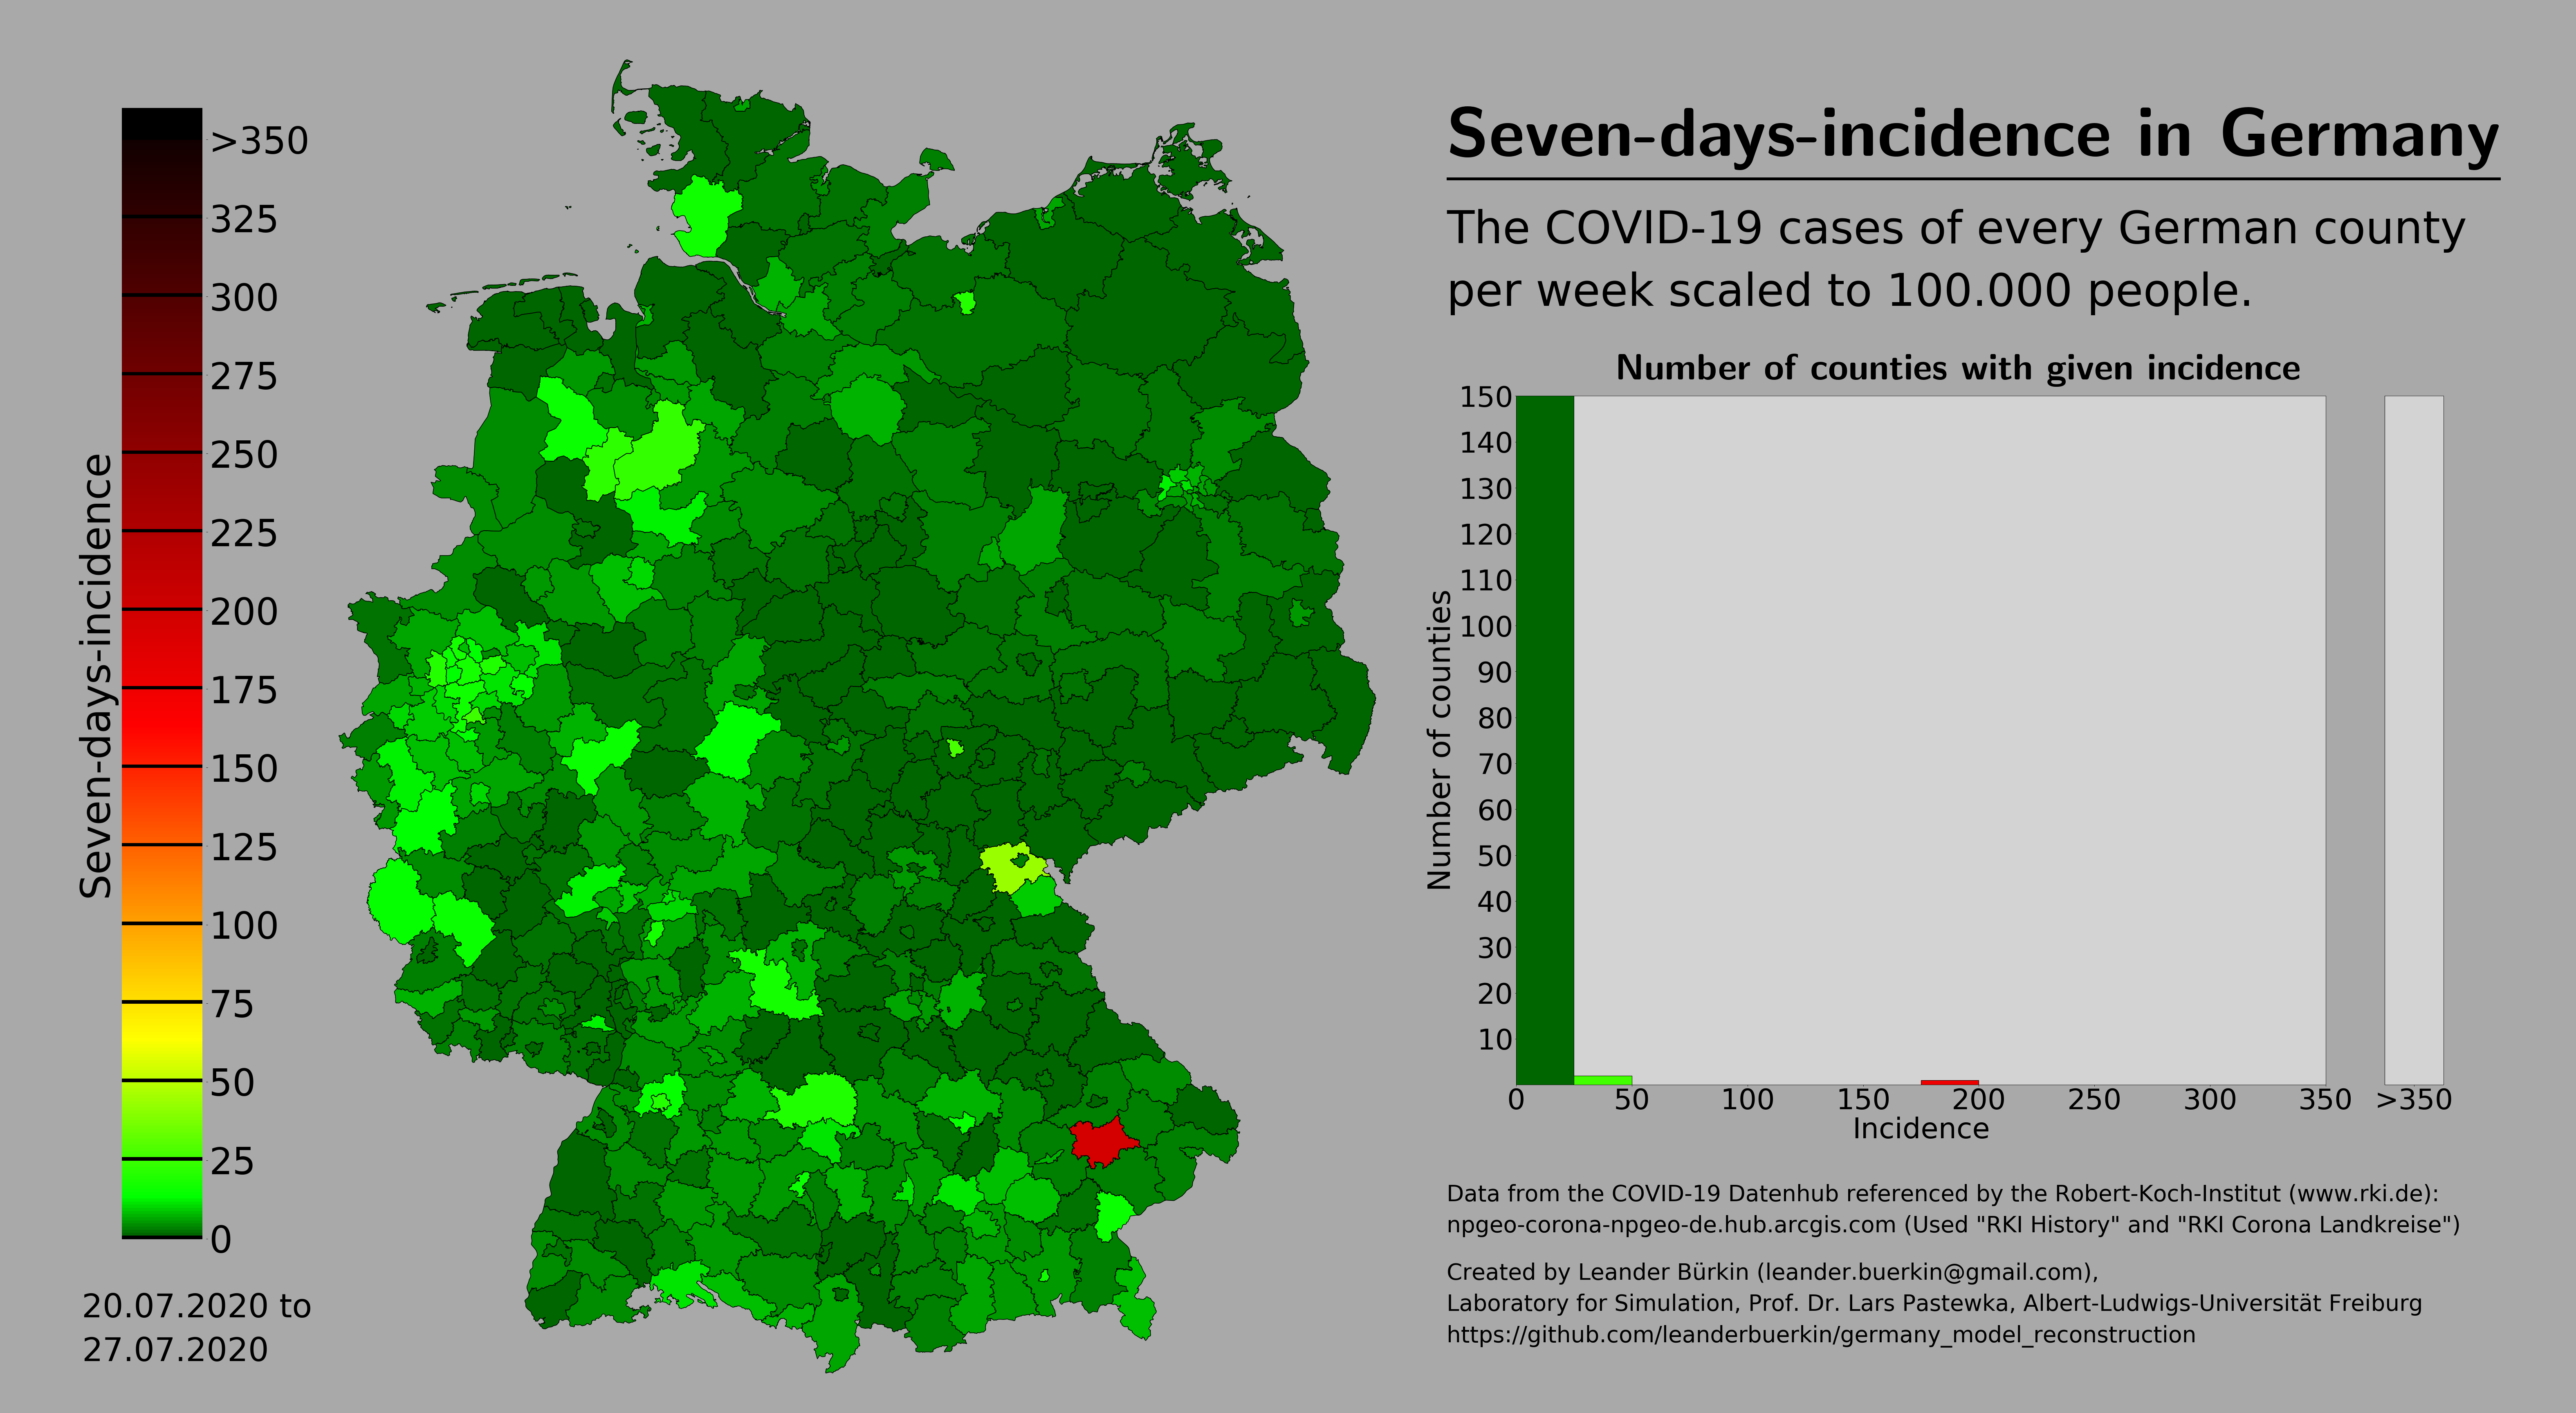 Seven-days-incidence in Germany
The COVID-19 cases of every German county
per week scaled to 100.000 people.
Seven-days-incidence
>350
325
300
275
250
225
200
175
150
125
100
75
50
25
0
20.07.2020 to
27.07.2020
Number of counties with given incidence
Number of counties
150
140
130
120
110
100
90
80
70
60
50
40
30
20
10
0 50 100 150 200 250 300 350 >350
Incidence
Data from the COVID-19 Datenhub referenced by the Robert-Koch-Institut (www.rki.de):
npgeo-corona-npgeo-de.hub.arcgis.com (Used "RKI History" and "RKI Corona Landkreise")
Created by Leander Bürkin (leander.buerkin@gmail.com),
Laboratory for Simulation, Prof. Dr. Lars Pastewka, Albert-Ludwigs-Universität Freiburg
https://github.com/leanderbuerkin/germany_model_reconstruction